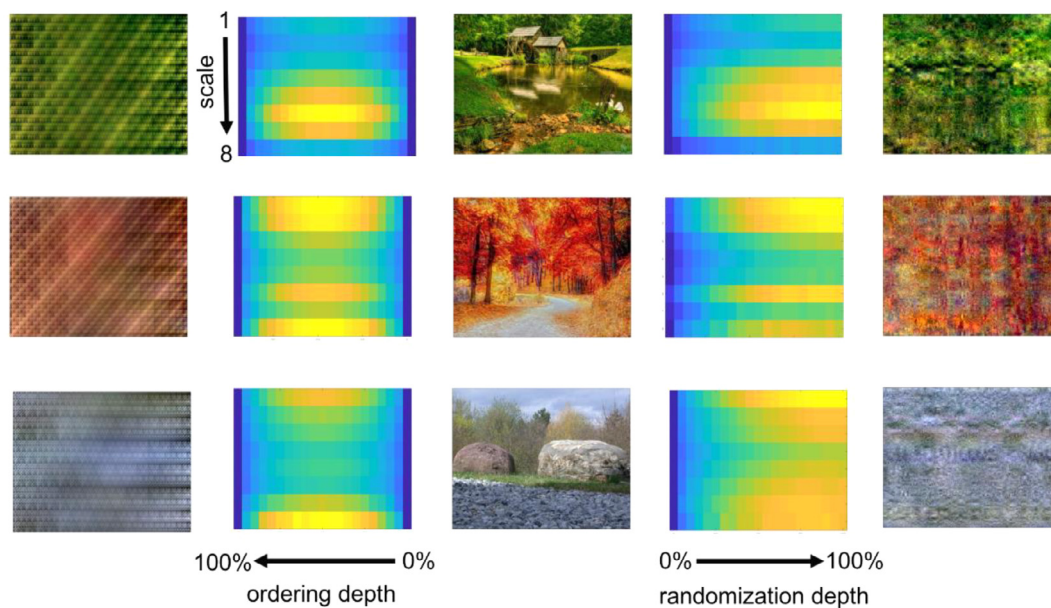 1
scale
8
100% 0%
ordering depth
0% 100%
randomization depth